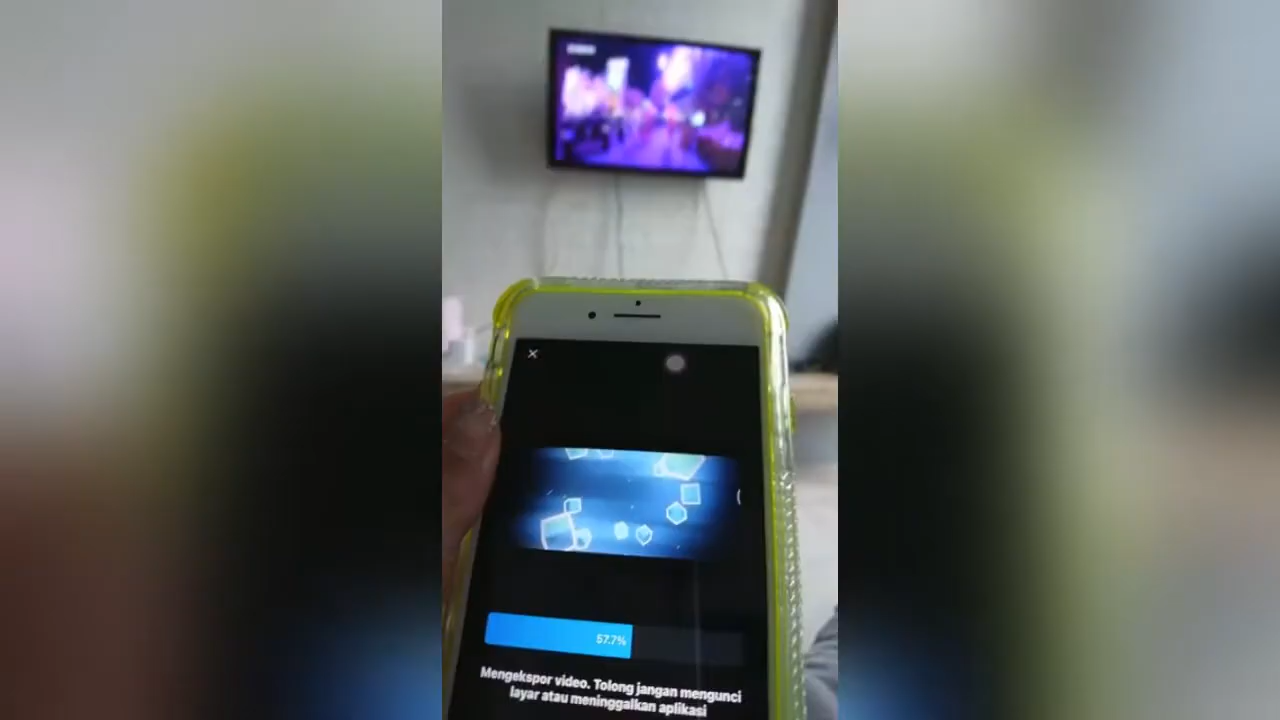 57.7%
Mengekspor video. Tolong jangan mengunci
layar atau meninggalkan aplikasi